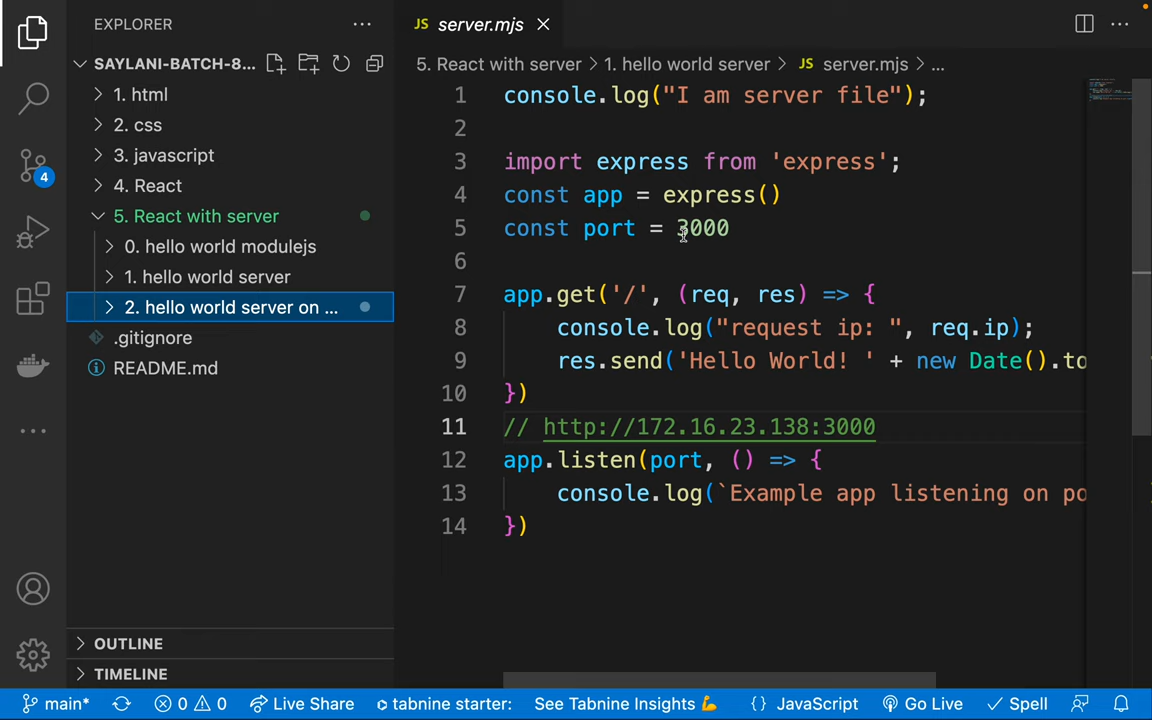 EXPLORER
SAYLANI-BATCH-8...
1. html
2. css
3. javascript
4. React
5. React with server
0. hello world modulejs
1. hello world server
2. hello world server on ...
.gitignore
README.md
OUTLINE
TIMELINE
4
JS server.mjs
5. React with server > 1. hello world server > JS server.mjs > ...
1 console.log("I am server file");
2
3 import express from 'express';
4 const app = express()
5 const port = 3000
6
7 app.get('/', (req, res) => {
8 console.log("request ip: ", req.ip);
9 res.send('Hello World! ' + new Date().to
10 })
11 // http://172.16.23.138:3000
12 app.listen(port, () => {
13 console.log(`Example app listening on po
14 })
main* 0 0 Live Share tabnine starter: See Tabnine Insights 💪 {} JavaScript Go Live Spell